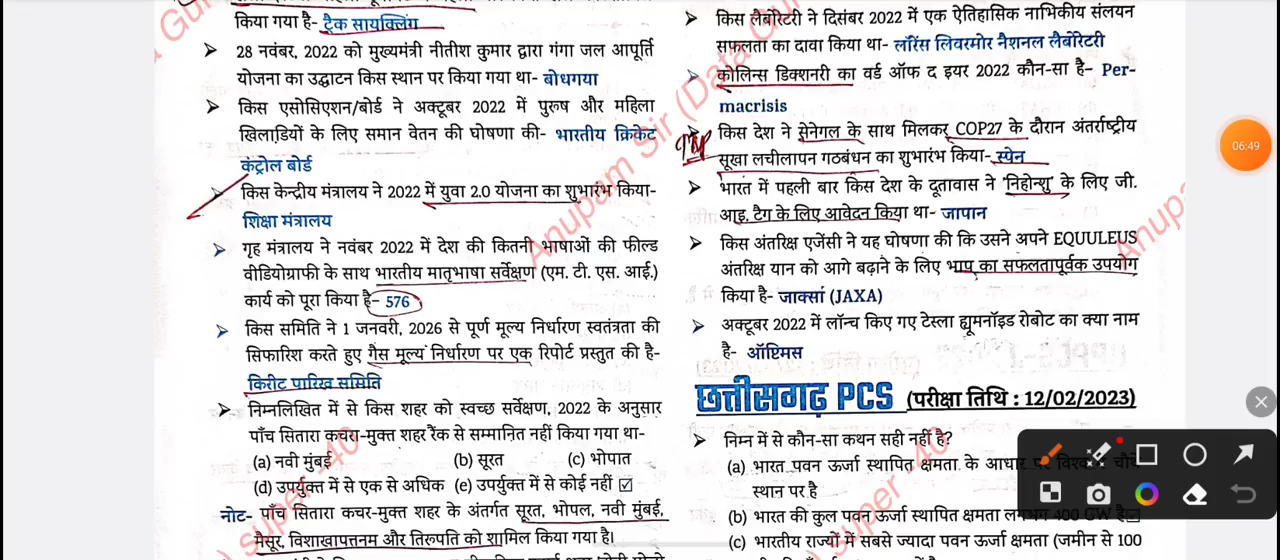 किया गया है- ट्रैक सायक्लिंग
➤ 28 नवंबर, 2022 को मुख्यमंत्री नीतीश कुमार द्वारा गंगा जल आपूर्ति
योजना का उद्घाटन किस स्थान पर किया गया था- बोधगया
➤ किस एसोसिएशन/बोर्ड ने अक्टूबर 2022 में पुरुष और महिला
खिलाडियों के लिए समान वेतन की घोषणा की- भारतीय क्रिकेट
कंट्रोल बोर्ड
➤ किस केन्द्रीय मंत्रालय ने 2022 में युवा 2.0 योजना का शुभारंभ किया-
शिक्षा मंत्रालय
➤ गृह मंत्रालय ने नवंबर 2022 में देश की कितनी भाषाओं की फील्ड
वीडियोग्राफी के साथ भारतीय मातृभाषा सर्वेक्षण (एम. टी. एस. आई.)
कार्य को पूरा किया है- 576
➤ किस समिति ने 1 जनवरी, 2026 से पूर्ण मूल्य निर्धारण स्वतंत्रता की
सिफारिश करते हुए गैस मूल्य निर्धारण पर एक रिपोर्ट प्रस्तुत की है-
किरीट पारिख समिति
➤ निम्नलिखित में से किस शहर को स्वच्छ सर्वेक्षण, 2022 के अनुसार
पाँच सितारा कचरा-मुक्त शहर रैंक से सम्मानित नहीं किया गया था-
(a) नवी मुंबई (b) सूरत (c) भोपात
(d) उपर्युक्त में से एक से अधिक (e) उपर्युक्त में से कोई नहीं ☑
नोट- पाँच सितारा कचर-मुक्त शहर के अंतर्गत सूरत, भोपल, नवी मुंबई,
मैसूर, विशाखापत्तनम और तिरुपति को शामिल किया गया है।
➤ किस लैबोरेटरी ने दिसंबर 2022 में एक ऐतिहासिक नाभिकीय संलयन
सफलता का दावा किया था- लॉरेंस लिवरमोर नैशनल लैबोरेटरी
➤ कोलिन्स डिक्शनरी का वर्ड ऑफ द इयर 2022 कौन-सा है- Per-
macrisis
➤ किस देश ने सेनेगल के साथ मिलकर COP27 के दौरान अंतर्राष्ट्रीय
सूखा लचीलापन गठबंधन का शुभारंभ किया- स्पेन
➤ भारत में पहली बार किस देश के दूतावास ने 'निहोन्शु' के लिए जी.
आइ. टैग के लिए आवेदन किया था- जापान
➤ किस अंतरिक्ष एजेंसी ने यह घोषणा की कि उसने अपने EQUULEUS
अंतरिक्ष यान को आगे बढ़ाने के लिए भाप का सफलतापूर्वक उपयोग
किया है- जाक्सा (JAXA)
➤ अक्टूबर 2022 में लॉन्च किए गए टेस्ला ह्यूमनॉइड रोबोट का क्या नाम
है- ऑप्टिमस
छत्तीसगढ़ PCS (परीक्षा तिथि : 12/02/2023)
➤ निम्न में से कौन-सा कथन सही नहीं है?
(a) भारत पवन ऊर्जा स्थापित क्षमता के आधार पर
स्थान पर है
(b) भारत की कुल पवन ऊर्जा स्थापित क्षमता
(c) भारतीय राज्यों में सबसे ज्यादा पवन ऊर्जा क्षमता (जमीन से 100
06:49
Anupam Sir (Data Gu
Super 40